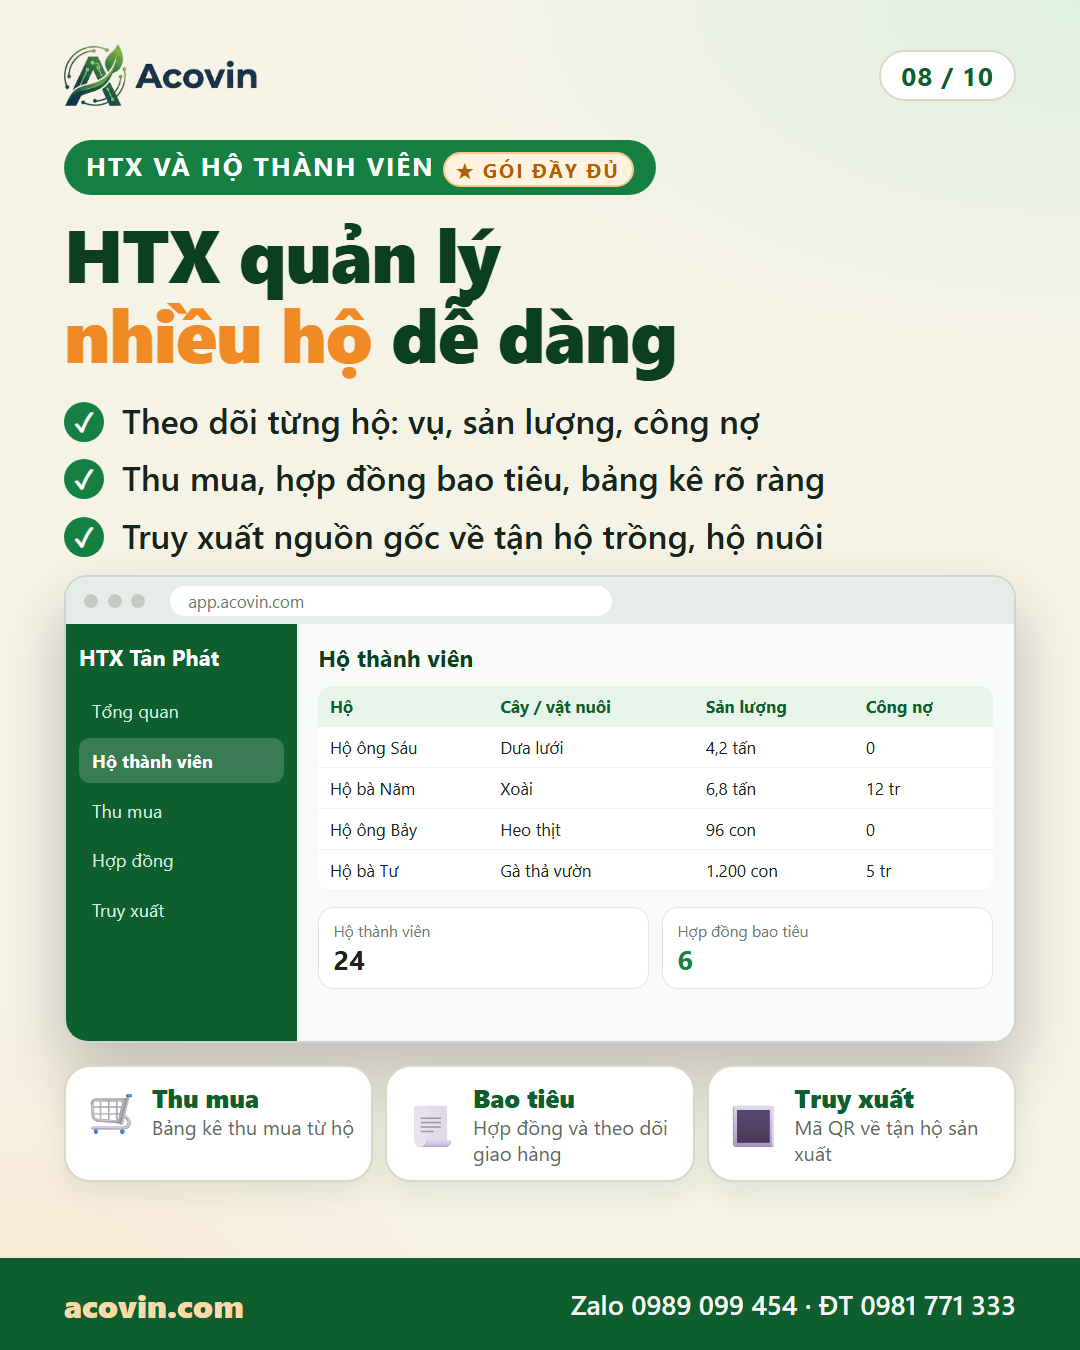 Acovin
08 / 10
HTX VÀ HỘ THÀNH VIÊN ★ GÓI ĐẦY ĐỦ
HTX quản lý
nhiều hộ dễ dàng
Theo dõi từng hộ: vụ, sản lượng, công nợ
Thu mua, hợp đồng bao tiêu, bảng kê rõ ràng
Truy xuất nguồn gốc về tận hộ trồng, hộ nuôi
app.acovin.com
HTX Tân Phát
Tổng quan
Hộ thành viên
Thu mua
Hợp đồng
Truy xuất
Hộ thành viên
Hộ Cây / vật nuôi Sản lượng Công nợ
Hộ ông Sáu Dưa lưới 4,2 tấn 0
Hộ bà Năm Xoài 6,8 tấn 12 tr
Hộ ông Bảy Heo thịt 96 con 0
Hộ bà Tư Gà thả vườn 1.200 con 5 tr
Hộ thành viên
24
Hợp đồng bao tiêu
6
Thu mua
Bảng kê thu mua từ hộ
Bao tiêu
Hợp đồng và theo dõi
giao hàng
Truy xuất
Mã QR về tận hộ sản
xuất
acovin.com
Zalo 0989 099 454 · ĐT 0981 771 333